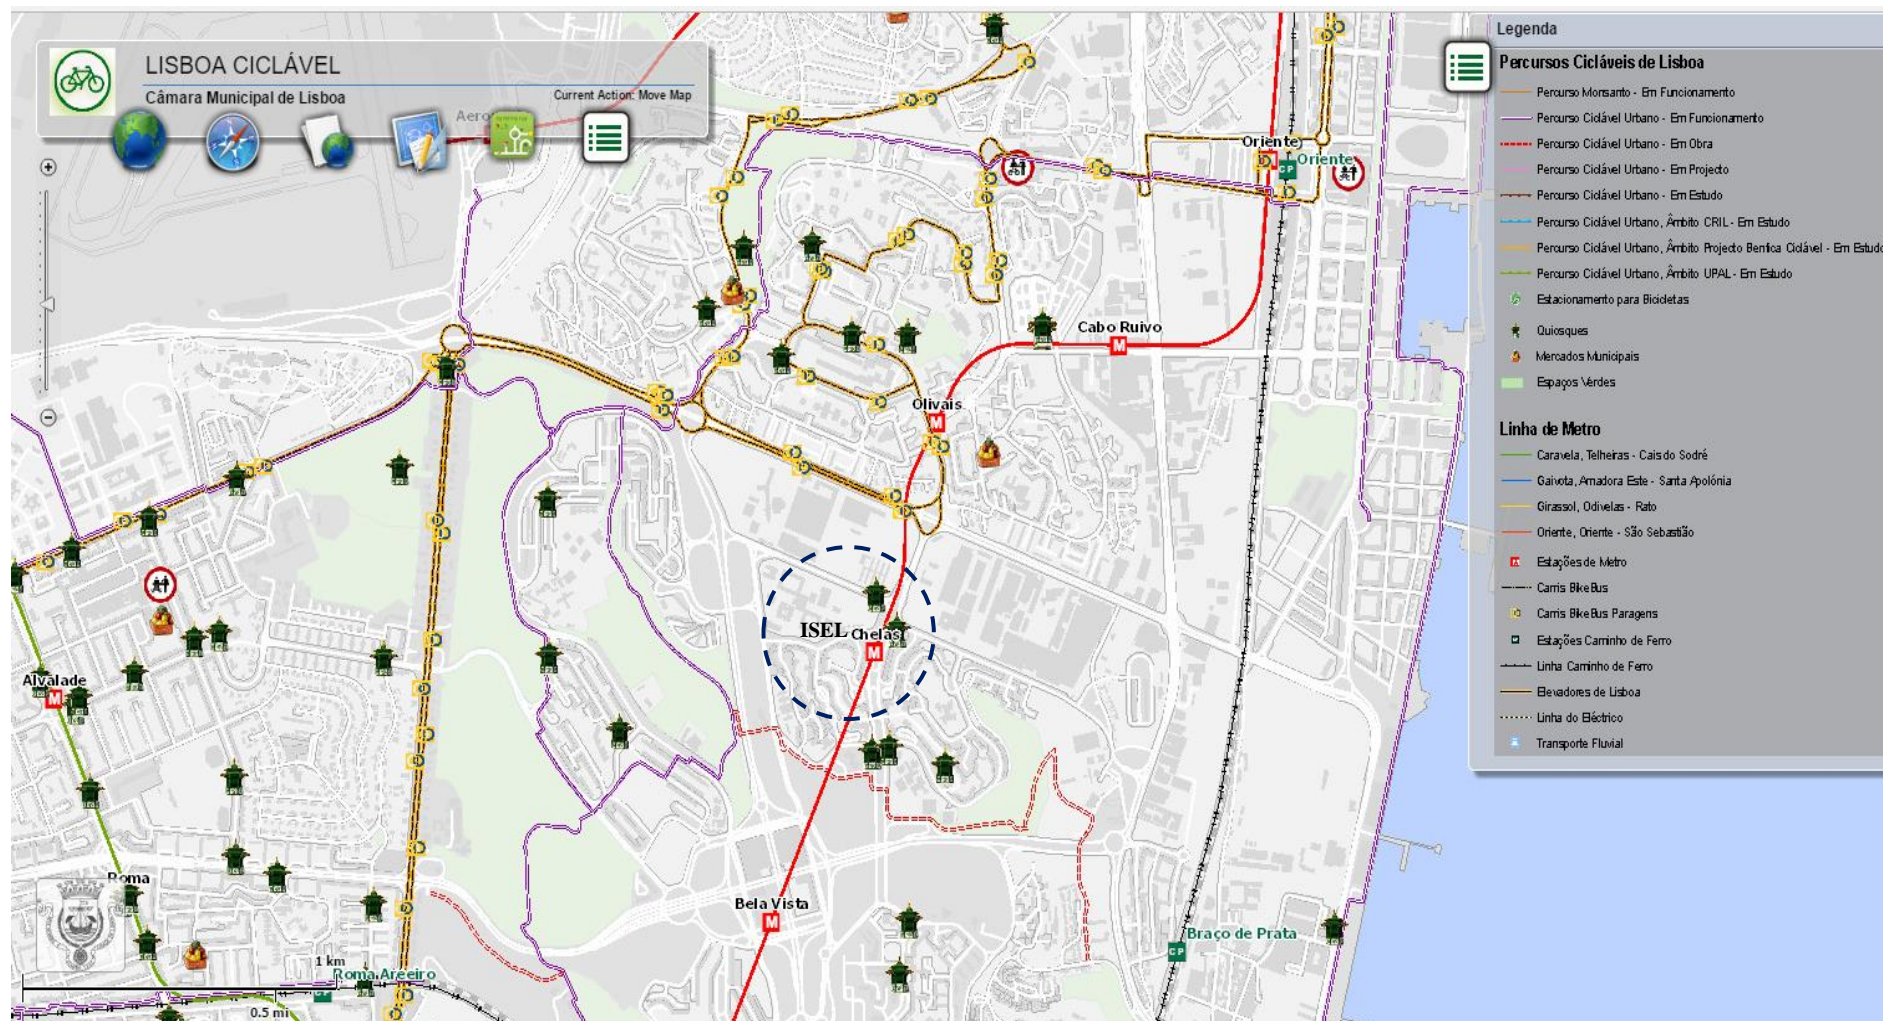 LISBOA CICLÁVEL
Câmara Municipal de Lisboa
Current Action: Move Map
Aero
Oriente
Oriente
Cabo Ruivo
Olivais
ISEL
Chelas
Alvalade
Roma
Bela Vista
Braço de Prata
Roma Areeiro
1 km
0.5 mi
Legenda
Percursos Cicláveis de Lisboa
Percurso Monsanto - Em Funcionamento
Percurso Ciclável Urbano - Em Funcionamento
Percurso Ciclável Urbano - Em Obra
Percurso Ciclável Urbano - Em Projecto
Percurso Ciclável Urbano - Em Estudo
Percurso Ciclável Urbano, Âmbito CRIL - Em Estudo
Percurso Ciclável Urbano, Âmbito Projecto Benfica Ciclável - Em Estudo
Percurso Ciclável Urbano, Âmbito UPAL - Em Estudo
Estacionamento para Bicicletas
Quiosques
Mercados Municipais
Espaços Verdes
Linha de Metro
Caravela, Telheiras - Cais do Sodré
Gaivota, Amadora Este - Santa Apolónia
Girassol, Odivelas - Rato
Oriente, Oriente - São Sebastião
Estações de Metro
Carris BikeBus
Carris BikeBus Paragens
Estações Caminho de Ferro
Linha Caminho de Ferro
Elevadores de Lisboa
Linha do Eléctrico
Transporte Fluvial